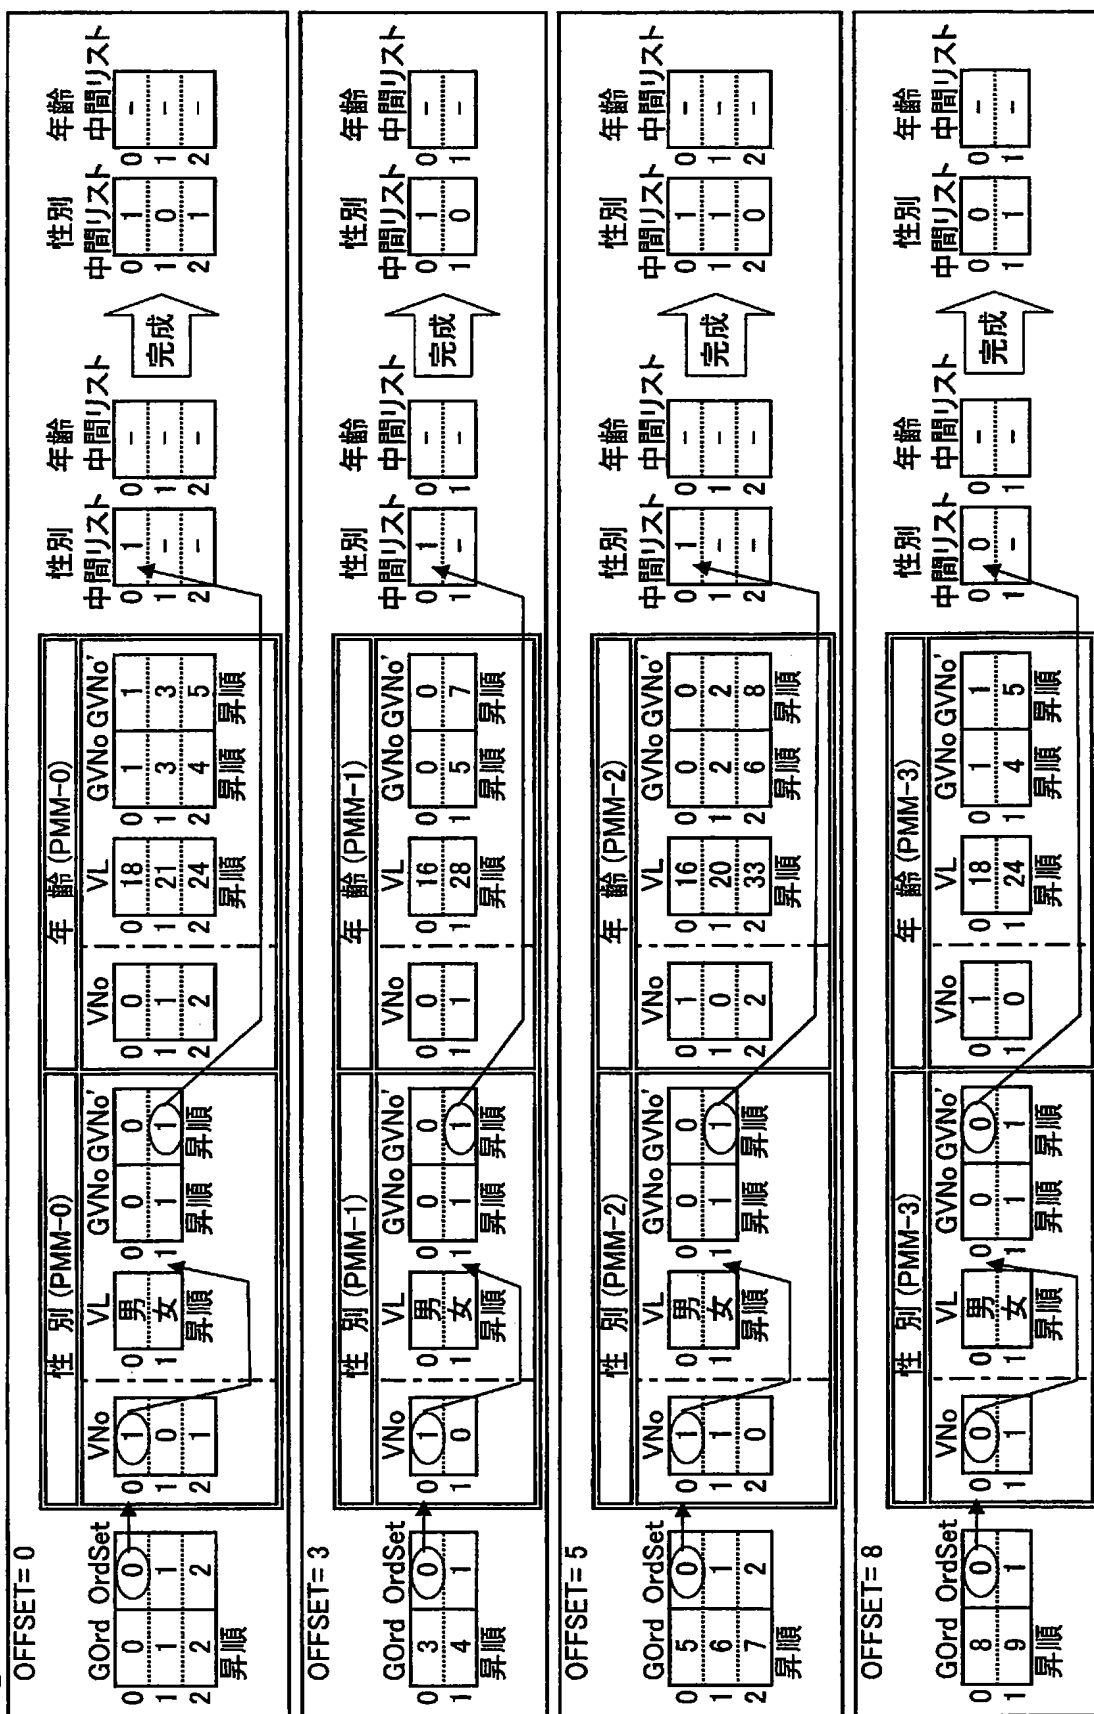 OFFSET= 0
性 別 (PMM-0) 年 齢 (PMM-0) 性別 年齢 性別 年齢
GOrd OrdSet VNo VL GVNo GVNo' VNo VL GVNo GVNo' 中間リスト 中間リスト 中間リスト 中間リスト
0 0 0 0 1 0 男 0 0 0 0 0 0 18 0 1 1 0 1 0 - 0 1 0 -
1 1 1 1 0 1 女 1 1 1 1 1 1 21 1 3 3 1 - 1 - 完成 1 0 1 -
2 2 2 2 1 昇順 昇順 昇順 2 2 2 24 2 4 5 2 - 2 - 2 1 2 -
昇順 昇順 昇順 昇順
OFFSET= 3
性 別 (PMM-1) 年 齢 (PMM-1) 性別 年齢 性別 年齢
GOrd OrdSet VNo VL GVNo GVNo' VNo VL GVNo GVNo' 中間リスト 中間リスト 中間リスト 中間リスト
0 3 0 0 1 0 男 0 0 0 0 0 0 16 0 0 0 0 1 0 - 0 1 0 -
1 4 1 1 0 1 女 1 1 1 1 1 1 28 1 5 7 1 - 1 - 完成 1 0 1 -
昇順 昇順 昇順 昇順 昇順 昇順 昇順
OFFSET= 5
性 別 (PMM-2) 年 齢 (PMM-2) 性別 年齢 性別 年齢
GOrd OrdSet VNo VL GVNo GVNo' VNo VL GVNo GVNo' 中間リスト 中間リスト 中間リスト 中間リスト
0 5 0 0 1 0 男 0 0 0 0 1 0 16 0 0 0 0 1 0 - 0 1 0 -
1 6 1 1 1 1 女 1 1 1 1 0 1 20 1 2 2 1 - 1 - 完成 1 1 1 -
2 7 2 2 0 昇順 昇順 昇順 2 2 2 33 2 6 8 2 - 2 - 2 0 2 -
昇順 昇順 昇順 昇順
OFFSET= 8
性 別 (PMM-3) 年 齢 (PMM-3) 性別 年齢 性別 年齢
GOrd OrdSet VNo VL GVNo GVNo' VNo VL GVNo GVNo' 中間リスト 中間リスト 中間リスト 中間リスト
0 8 0 0 0 0 男 0 0 0 0 1 0 18 0 1 1 0 0 0 - 0 0 0 -
1 9 1 1 1 1 女 1 1 1 1 0 1 24 1 4 5 1 - 1 - 完成 1 1 1 -
昇順 昇順 昇順 昇順 昇順 昇順 昇順